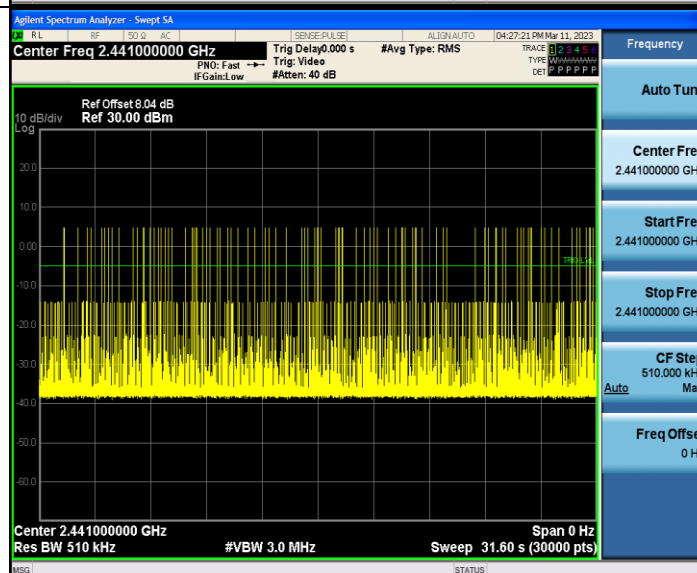 Agilent Spectrum Analyzer - Swept SA
RL RF 50 Ω AC SENSE:PULSE ALIGN AUTO 04:27:21 PM Mar 11, 2023
Center Freq 2.441000000 GHz
PNO: Fast
IFGain:Low
Trig Delay0.000 s
Trig: Video
#Atten: 40 dB
#Avg Type: RMS
TRACE 1 2 3 4 5 6
TYPE
DET P P P P P P
Ref Offset 8.04 dB
10 dB/div Ref 30.00 dBm
Log
20.0
10.0
0.00
TRIG LVL
-10.0
-20.0
-30.0
-40.0
-50.0
-60.0
Center 2.441000000 GHz Span 0 Hz
Res BW 510 kHz #VBW 3.0 MHz Sweep 31.60 s (30000 pts)
MSG STATUS
Frequency
Auto Tun
Center Fre
2.441000000 GH
Start Fre
2.441000000 GH
Stop Fre
2.441000000 GH
CF Ste
510.000 kH
Auto Ma
Freq Offse
0 H